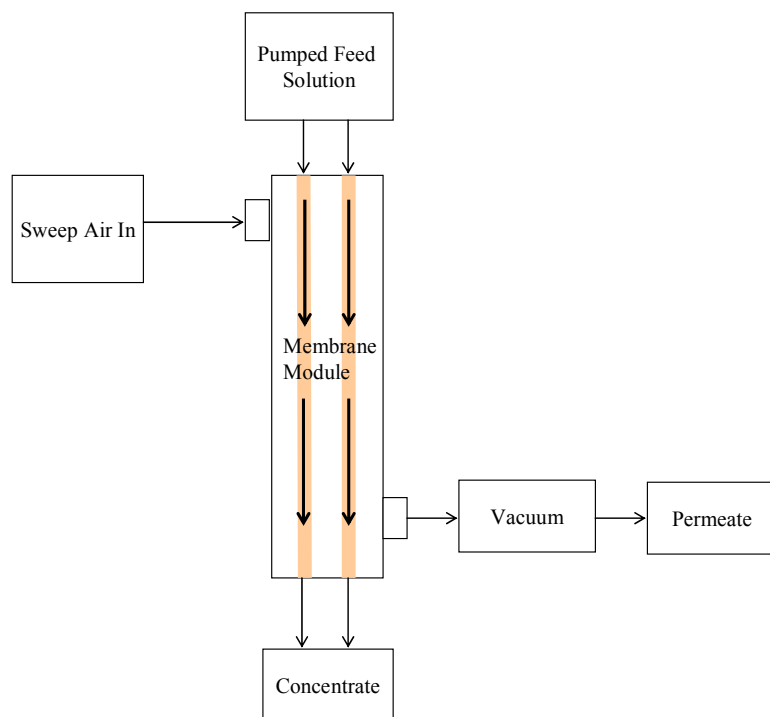 Pumped Feed
Solution
Sweep Air In
Membrane
Module
Vacuum
Permeate
Concentrate